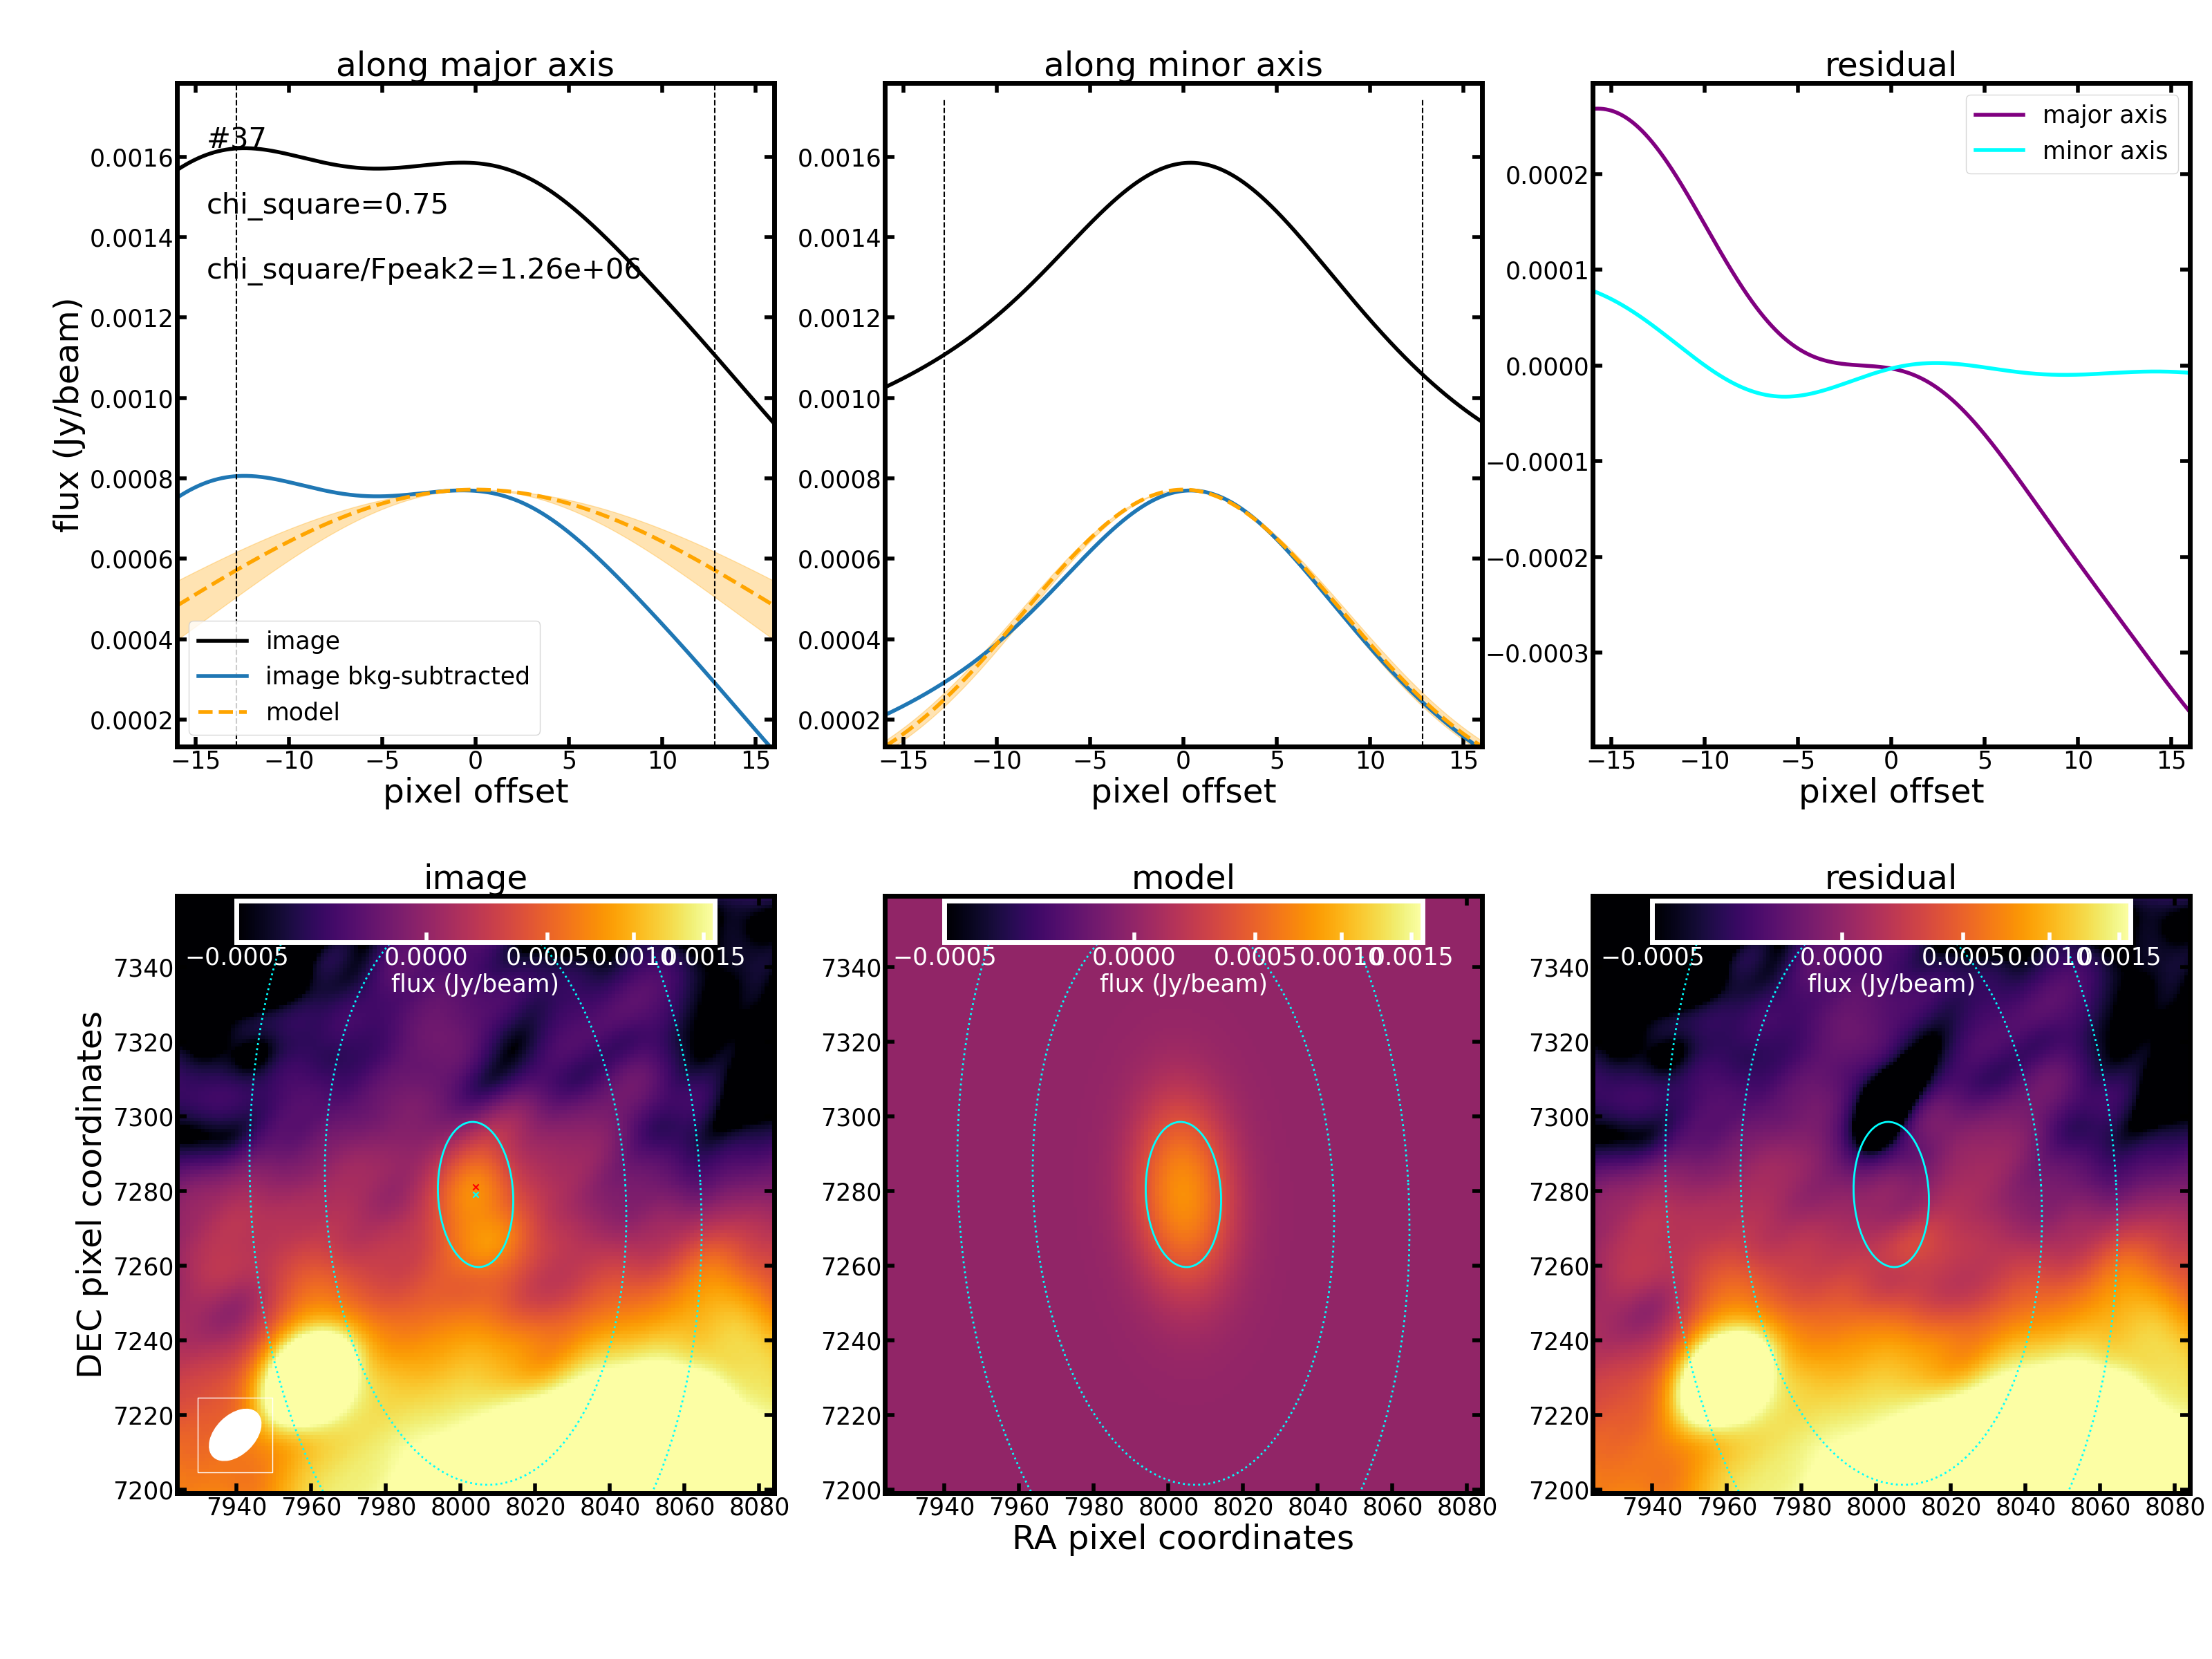 along major axis
along minor axis
residual
#37
chi_square=0.75
chi_square/Fpeak2=1.26e+06
flux (Jy/beam)
0.0016
0.0014
0.0012
0.0010
0.0008
0.0006
0.0004
0.0002
image
image bkg-subtracted
model
−15 −10 −5 0 5 10 15
pixel offset
0.0016
0.0014
0.0012
0.0010
0.0008
0.0006
0.0004
0.0002
−15 −10 −5 0 5 10 15
pixel offset
major axis
minor axis
0.0002
0.0001
0.0000
−0.0001
−0.0002
−0.0003
−15 −10 −5 0 5 10 15
pixel offset
image
model
residual
−0.0005 0.0000 0.0005 0.0010 0.0015
flux (Jy/beam)
DEC pixel coordinates
7340
7320
7300
7280
7260
7240
7220
7200
7940 7960 7980 8000 8020 8040 8060 8080
−0.0005 0.0000 0.0005 0.0010 0.0015
flux (Jy/beam)
7340
7320
7300
7280
7260
7240
7220
7200
7940 7960 7980 8000 8020 8040 8060 8080
RA pixel coordinates
−0.0005 0.0000 0.0005 0.0010 0.0015
flux (Jy/beam)
7340
7320
7300
7280
7260
7240
7220
7200
7940 7960 7980 8000 8020 8040 8060 8080